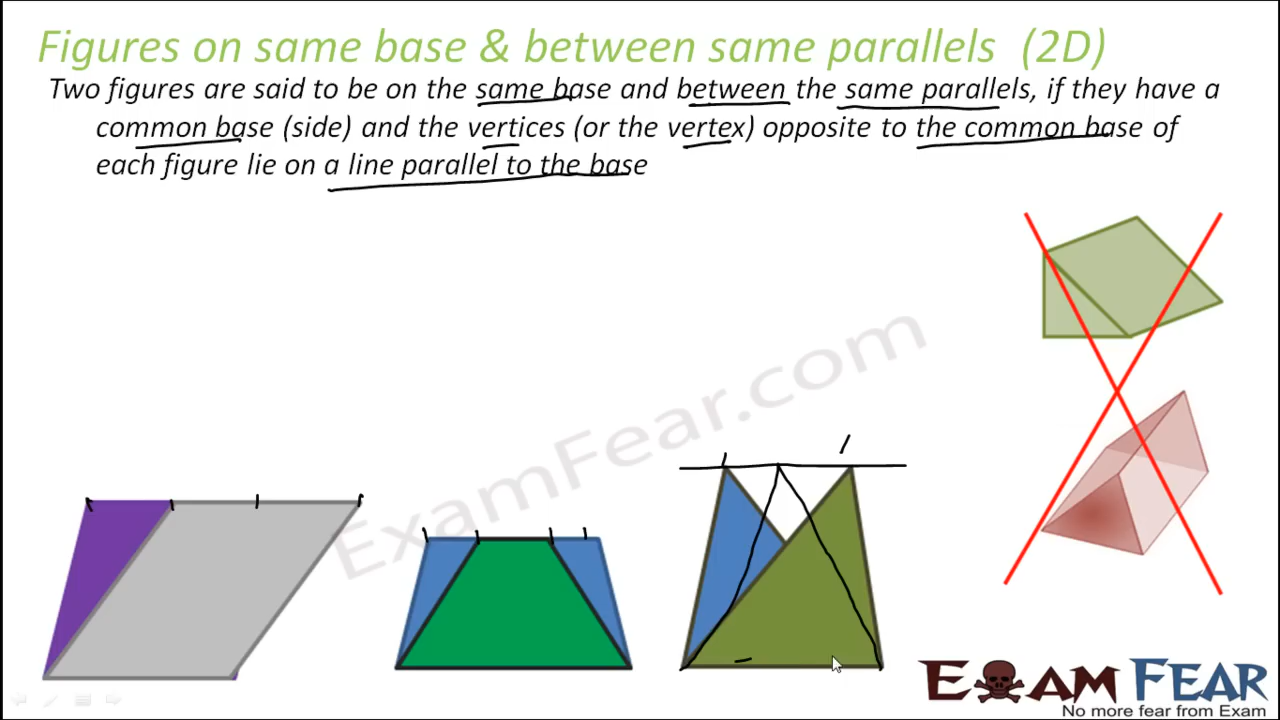 Figures on same base & between same parallels (2D)
Two figures are said to be on the same base and between the same parallels, if they have a
common base (side) and the vertices (or the vertex) opposite to the common base of
each figure lie on a line parallel to the base
ExamFear.com
EXAM FEAR
No more fear from Exam